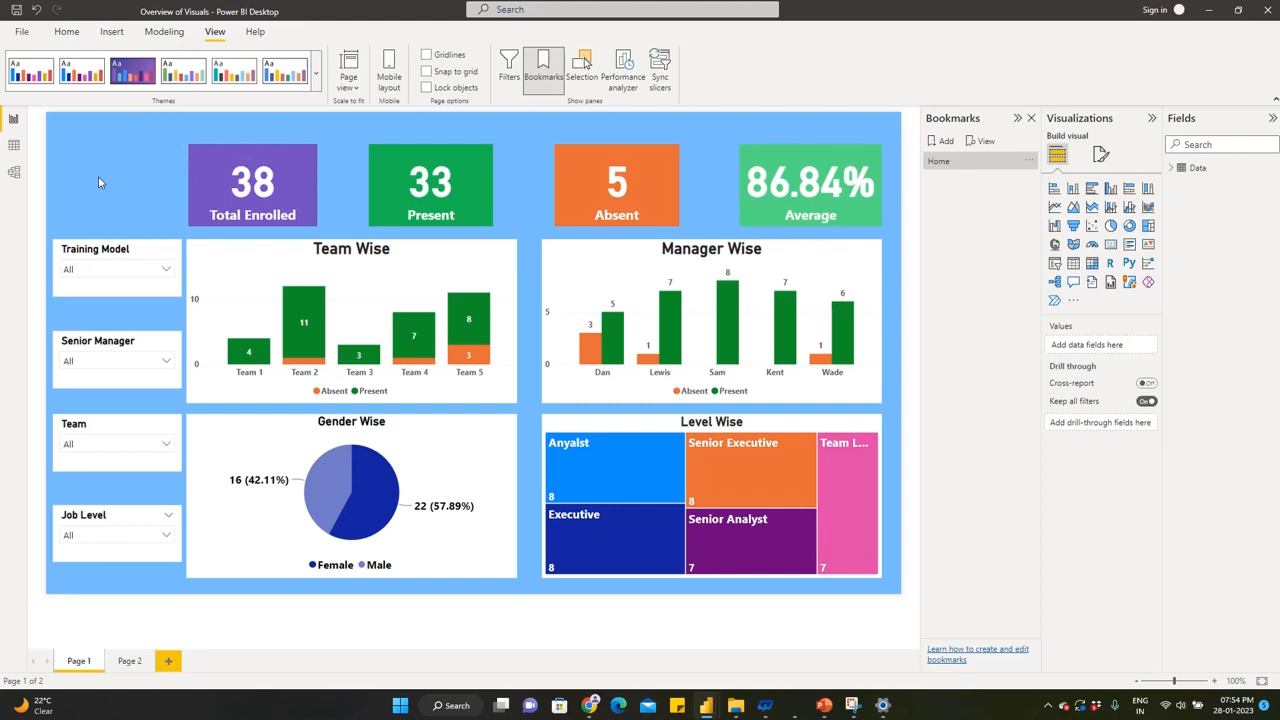 Overview of Visuals - Power BI Desktop
Search
Sign in
File Home Insert Modeling View Help
Aa Aa Aa Aa Aa Aa
Page view
Mobile layout
Gridlines
Snap to grid
Lock objects
Filters
Bookmarks
Selection
Performance analyzer
Sync slicers
Themes
Scale to fit
Mobile
Page options
Show panes
38
Total Enrolled
33
Present
5
Absent
86.84%
Average
Training Model
All
Senior Manager
All
Team
All
Job Level
All
Team Wise
10
0
4
11
3
7
8
3
Team 1 Team 2 Team 3 Team 4 Team 5
Absent Present
Manager Wise
5
0
3
5
1
7
8
7
1
6
Dan Lewis Sam Kent Wade
Absent Present
Gender Wise
16 (42.11%)
22 (57.89%)
Female Male
Level Wise
Anyalst
8
Executive
8
Senior Executive
8
Senior Analyst
7
Team L...
7
Bookmarks
Add View
Home
Learn how to create and edit
bookmarks
Visualizations
Build visual
R Py
Values
Add data fields here
Drill through
Cross-report Off
Keep all filters On
Add drill-through fields here
Fields
Search
Data
Page 1 Page 2
Page 1 of 2
100%
22°C
Clear
Search
ENG
IN
07:54 PM
28-01-2023